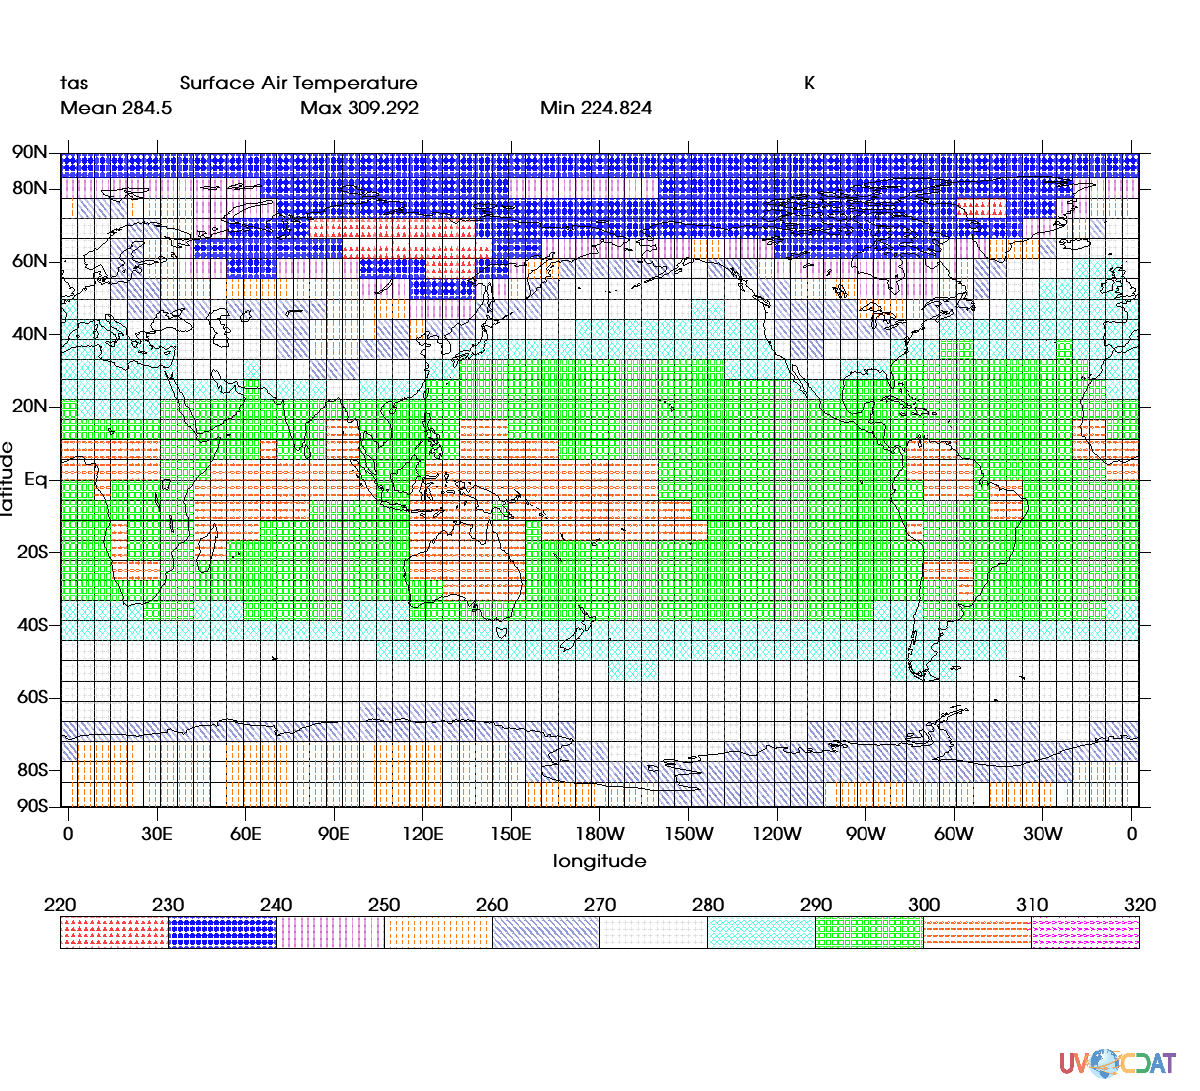 tas Surface Air Temperature K
Mean 284.5 Max 309.292 Min 224.824
90N
80N
60N
40N
20N
Eq
20S
40S
60S
80S
90S
latitude
0 30E 60E 90E 120E 150E 180W 150W 120W 90W 60W 30W 0
longitude
220 230 240 250 260 270 280 290 300 310 320
UVCDAT